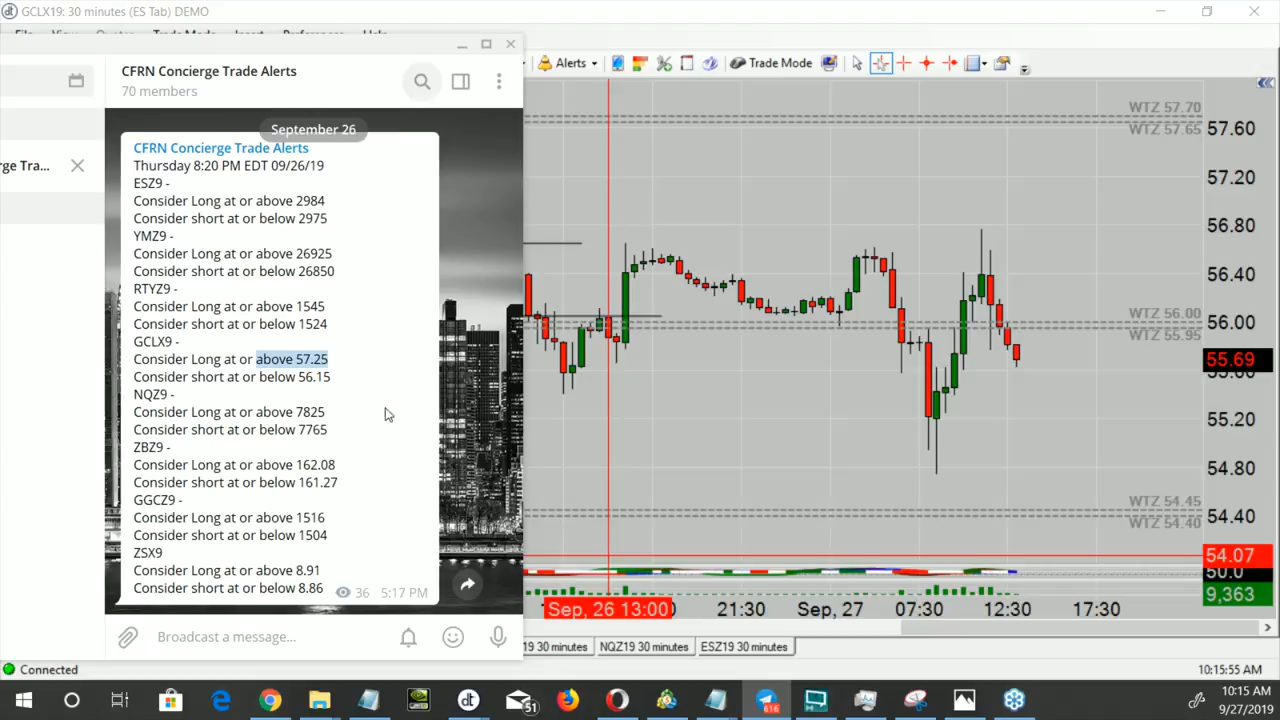 GCLX19: 30 minutes (ES Tab) DEMO
CFRN Concierge Trade Alerts
70 members
Alerts
Trade Mode
September 26
CFRN Concierge Trade Alerts
Thursday 8:20 PM EDT 09/26/19
ESZ9 -
Consider Long at or above 2984
Consider short at or below 2975
YMZ9 -
Consider Long at or above 26925
Consider short at or below 26850
RTYZ9 -
Consider Long at or above 1545
Consider short at or below 1524
GCLX9 -
Consider Long at or above 57.25
Consider short at or below 56.15
NQZ9 -
Consider Long at or above 7825
Consider short at or below 7765
ZBZ9 -
Consider Long at or above 162.08
Consider short at or below 161.27
GGCZ9 -
Consider Long at or above 1516
Consider short at or below 1504
ZSX9
Consider Long at or above 8.91
Consider short at or below 8.86
36 5:17 PM
ge Tra...
Broadcast a message...
WTZ 57.70
WTZ 57.65
57.60
57.20
56.80
56.40
WTZ 56.00
56.00
WTZ 55.95
55.69
55.20
54.80
WTZ 54.45
54.40
WTZ 54.40
54.07
50.0
9,363
Sep, 26 13:00
21:30
Sep, 27
07:30
12:30
17:30
19 30 minutes
NQZ19 30 minutes
ESZ19 30 minutes
Connected
10:15:55 AM
dt
51
616
10:15 AM
9/27/2019